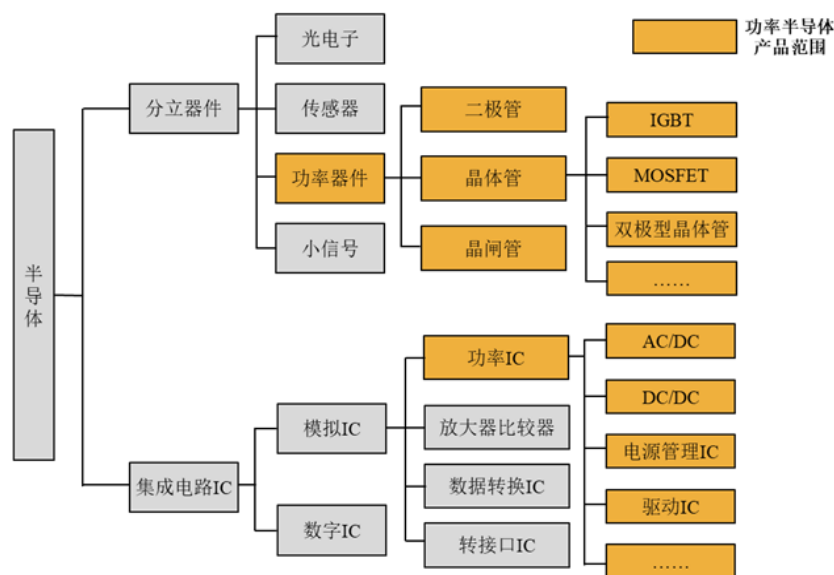 功率半导体
产品范围
光电子
分立器件
传感器
二极管
IGBT
功率器件
晶体管
MOSFET
小信号
晶闸管
双极型晶体管
……
半
导
体
功率IC
AC/DC
DC/DC
模拟IC
放大器比较器
电源管理IC
集成电路IC
数据转换IC
驱动IC
数字IC
转接口IC
……